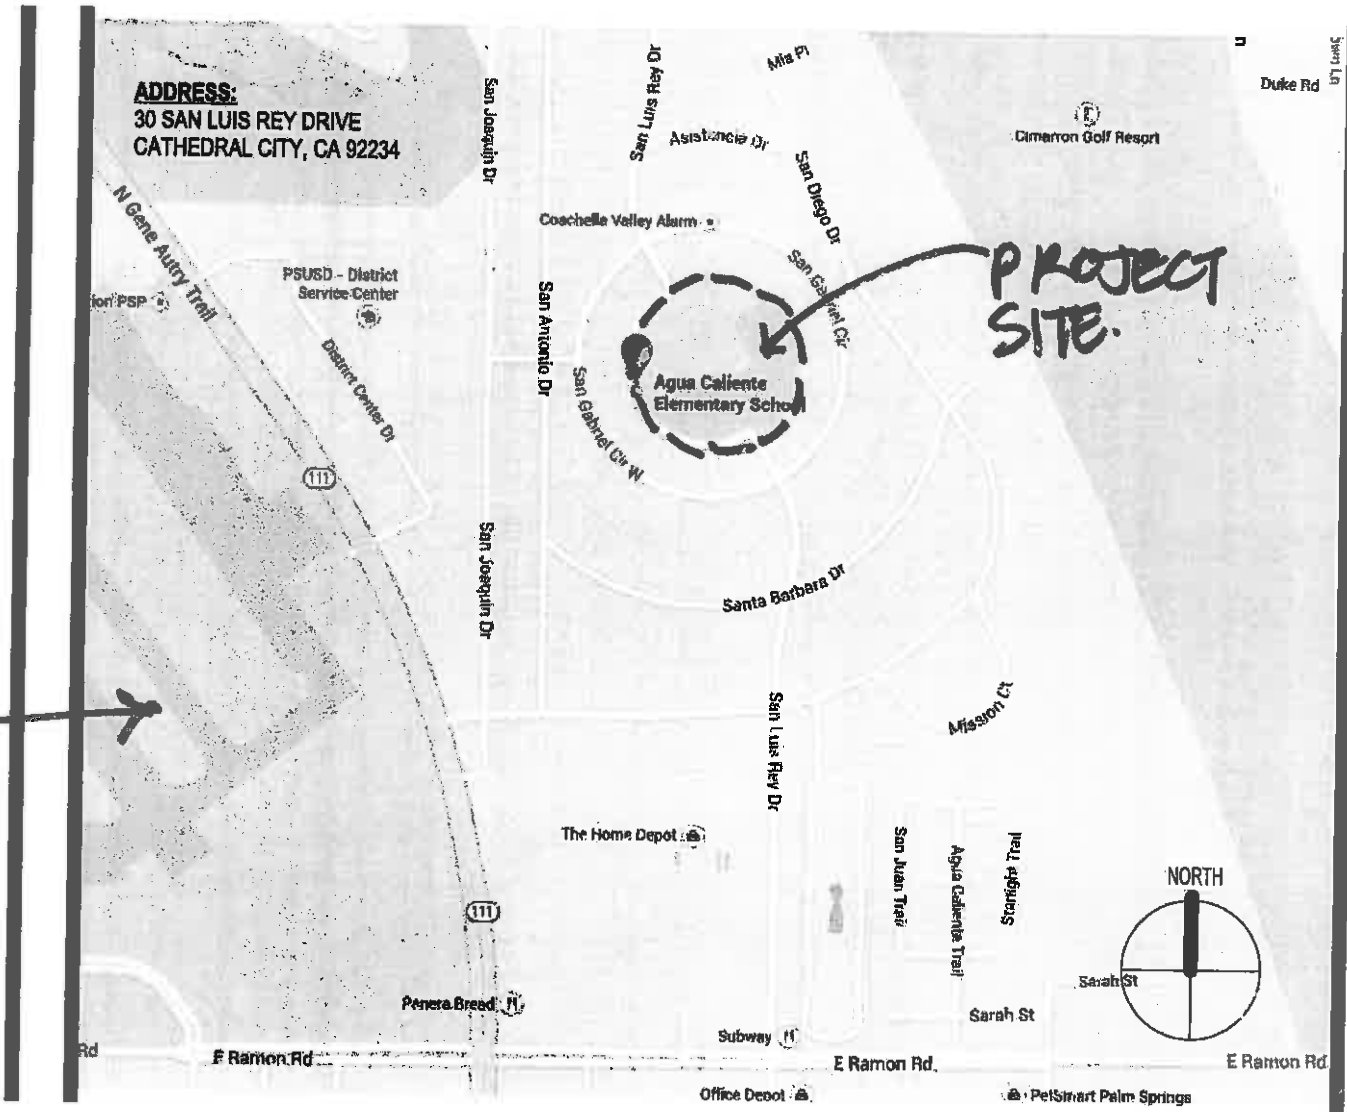 ADDRESS:
30 SAN LUIS REY DRIVE
CATHEDRAL CITY, CA 92234
San Joaquin Dr
San Luis Rey Dr
Mia Pl
Asistencia Dr
San Diego Dr
Duke Rd
Cimarron Golf Resort
Coachella Valley Alarm
N Gene Autry Trail
PSUSD - District
Service Center
ion PSP
San Antonio Dr
San Gabriel Cir
PROJECT
SITE.
District Center Dr
Agua Caliente
Elementary School
San Gabriel Cir W
111
San Joaquin Dr
Santa Barbara Dr
San Luis Rey Dr
Mission Ct
The Home Depot
San Juan Trail
Agua Caliente Trail
Starlight Trail
NORTH
111
Panera Bread
Sarah St
Sarah St
Subway
Rd
E Ramon Rd
E Ramon Rd
E Ramon Rd
Office Depot
PetSmart Palm Springs